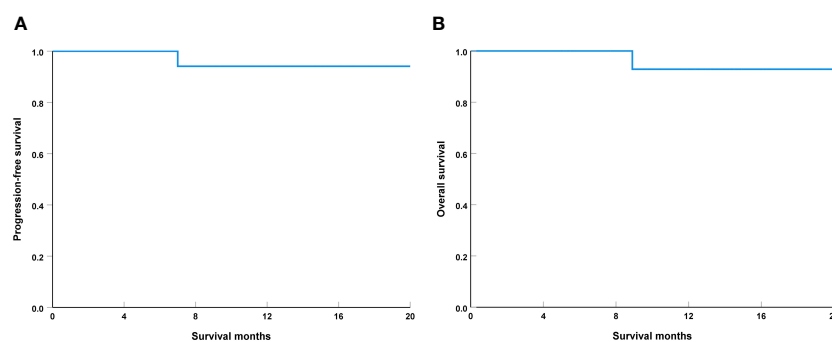 A
B
Progression-free survival
1.0
0.8
0.6
0.4
0.2
0.0
0 4 8 12 16 20
Survival months
Overall survival
1.0
0.8
0.6
0.4
0.2
0.0
0 4 8 12 16 2
Survival months